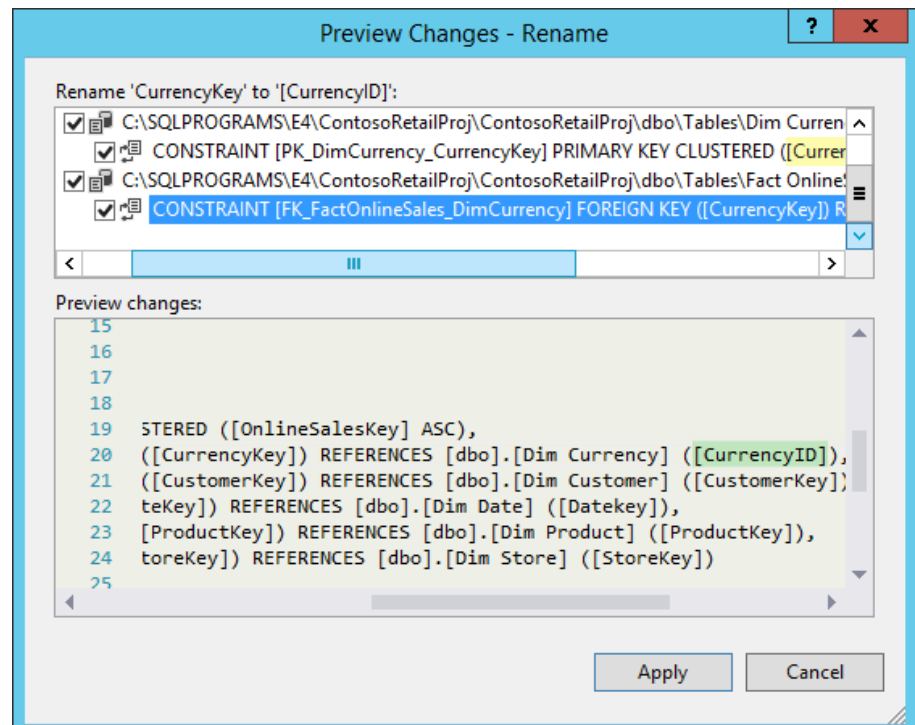 Preview Changes - Rename
?
x
Rename 'CurrencyKey' to '[CurrencyID]':
C:\SQLPROGRAMS\E4\ContosoRetailProj\ContosoRetailProj\dbo\Tables\Dim Curren
CONSTRAINT [PK_DimCurrency_CurrencyKey] PRIMARY KEY CLUSTERED ([Curren
C:\SQLPROGRAMS\E4\ContosoRetailProj\ContosoRetailProj\dbo\Tables\Fact Online
CONSTRAINT [FK_FactOnlineSales_DimCurrency] FOREIGN KEY ([CurrencyKey]) R
Preview changes:
15
16
17
18
19 STERED ([OnlineSalesKey] ASC),
20 ([CurrencyKey]) REFERENCES [dbo].[Dim Currency] ([CurrencyID]),
21 ([CustomerKey]) REFERENCES [dbo].[Dim Customer] ([CustomerKey])
22 teKey]) REFERENCES [dbo].[Dim Date] ([Datekey]),
23 [ProductKey]) REFERENCES [dbo].[Dim Product] ([ProductKey]),
24 toreKey]) REFERENCES [dbo].[Dim Store] ([StoreKey])
25
Apply
Cancel